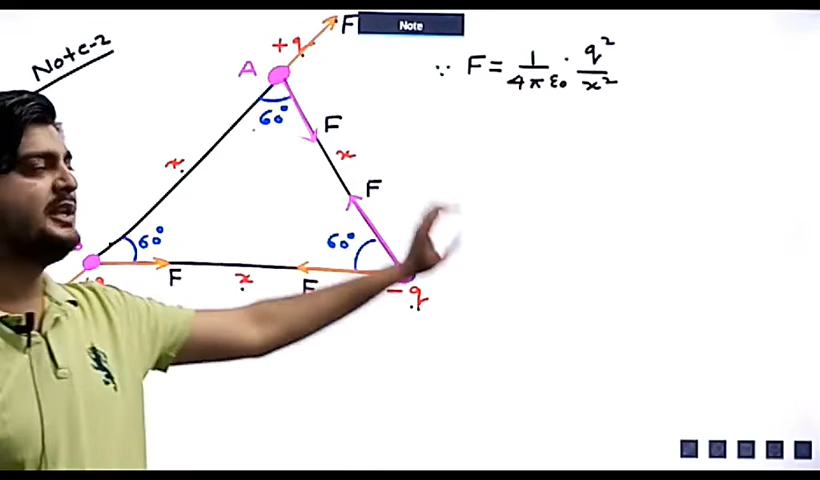 Note
Note-2
+q
F
A
∵ F = 1/4πε₀ · q²/x²
60°
F
x
x
F
60°
60°
F
x
F
-q